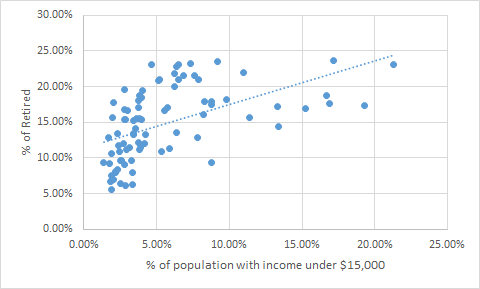 30.00%
25.00%
20.00%
15.00%
10.00%
5.00%
0.00%
% of Retired
0.00% 5.00% 10.00% 15.00% 20.00% 25.00%
% of population with income under $15,000